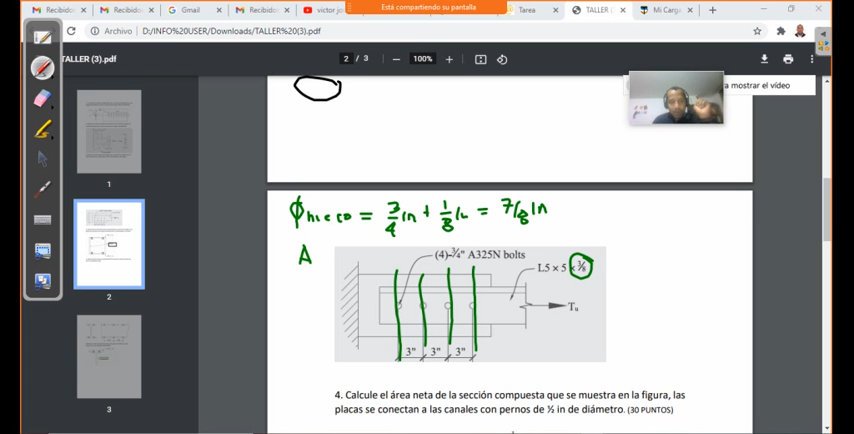 Está compartiendo su pantalla
Recibido
Recibido
Gmail
Recibido
victor jo
Tarea
TALLER (
Mi Carga
Archivo
D:/INFO%20USER/Downloads/TALLER%20(3).pdf
TALLER (3).pdf
2 / 3
100%
ra mostrar el vídeo
1
2
3
Φhueco = 3/4 in + 1/8 in = 7/8 in
A
(4)-¾" A325N bolts
L5 × 5 × ⅜
Tu
3" 3" 3"
4. Calcule el área neta de la sección compuesta que se muestra en la figura, las
placas se conectan a las canales con pernos de ½ in de diámetro. (30 PUNTOS)